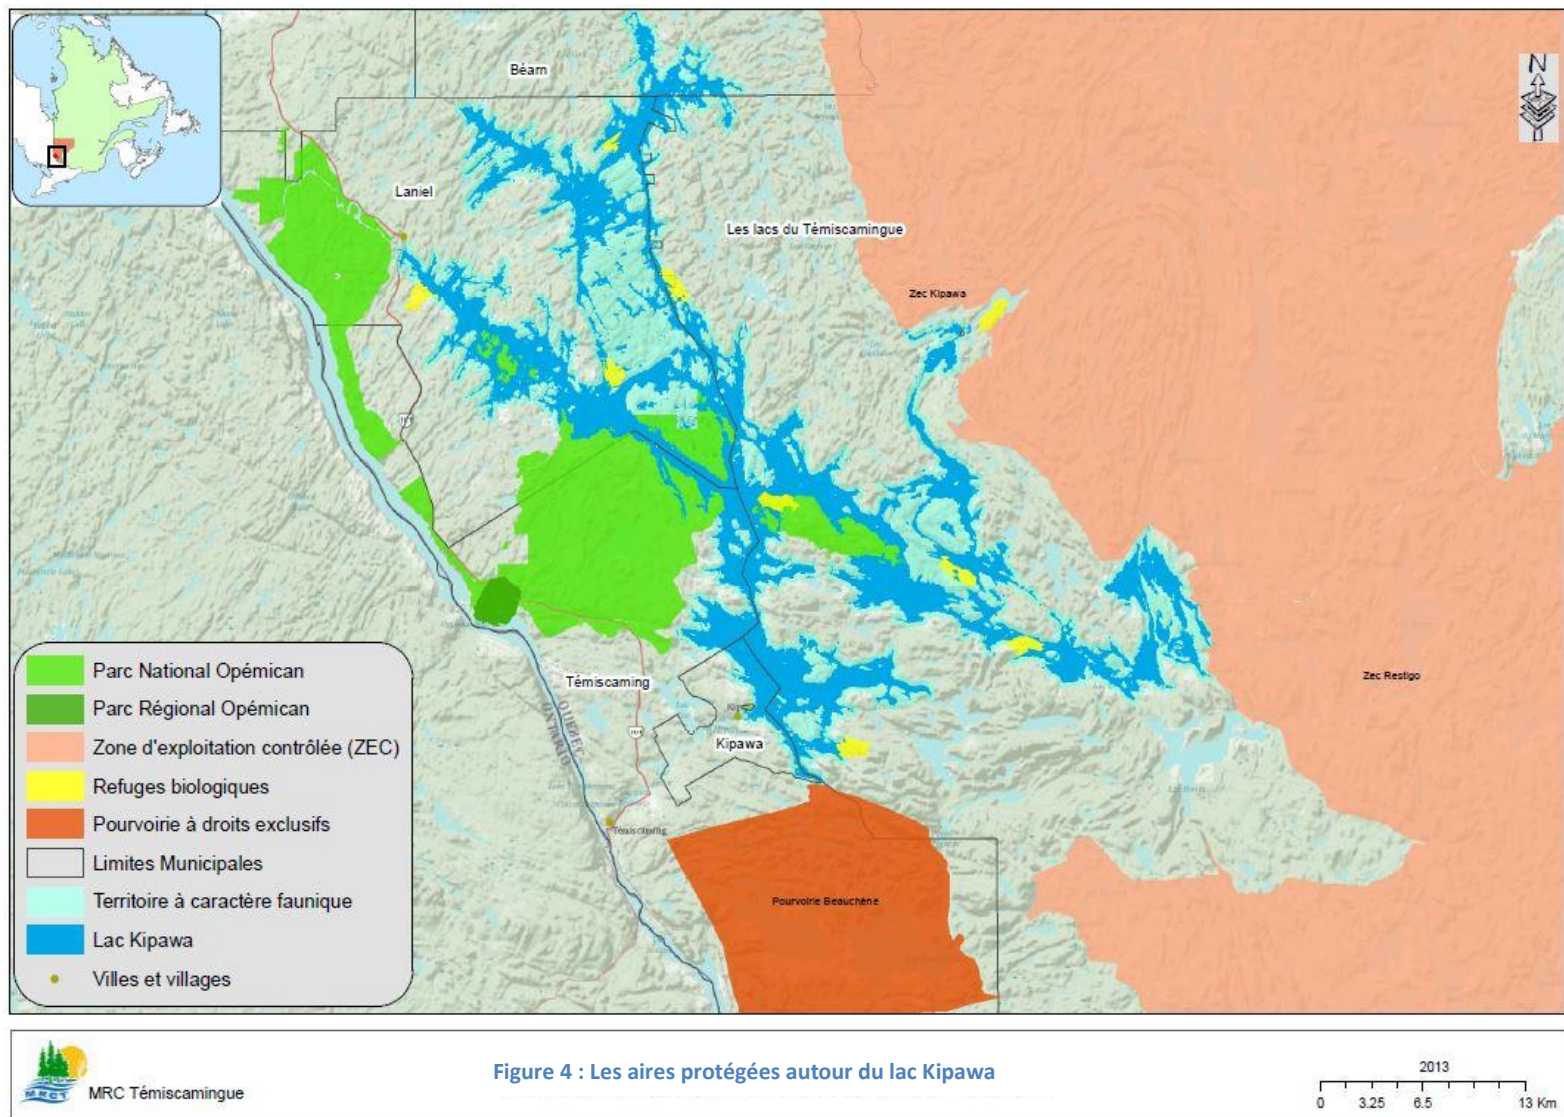 N
Béarn
Laniel
Les lacs du Témiscamingue
Zec Kipawa
Zec Restigo
Témiscaming
QUÉBEC
ONTARIO
Kipawa
Témiscaming
Pourvoirie Beauchêne
Parc National Opémican
Parc Régional Opémican
Zone d'exploitation contrôlée (ZEC)
Refuges biologiques
Pourvoirie à droits exclusifs
Limites Municipales
Territoire à caractère faunique
Lac Kipawa
Villes et villages
MRCT
MRC Témiscamingue
Figure 4 : Les aires protégées autour du lac Kipawa
2013
0 3.25 6.5 13 Km